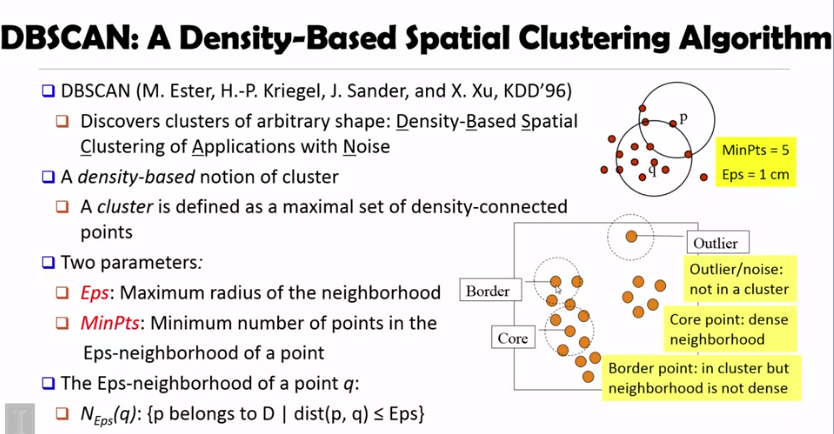 DBSCAN: A Density-Based Spatial Clustering Algorithm
❑ DBSCAN (M. Ester, H.-P. Kriegel, J. Sander, and X. Xu, KDD’96)
❑ Discovers clusters of arbitrary shape: Density-Based Spatial
Clustering of Applications with Noise
❑ A density-based notion of cluster
❑ A cluster is defined as a maximal set of density-connected
points
❑ Two parameters:
❑ Eps: Maximum radius of the neighborhood
❑ MinPts: Minimum number of points in the
Eps-neighborhood of a point
❑ The Eps-neighborhood of a point q:
❑ NEps(q): {p belongs to D | dist(p, q) ≤ Eps}
p
q
MinPts = 5
Eps = 1 cm
Outlier
Border
Core
Outlier/noise:
not in a cluster
Core point: dense
neighborhood
Border point: in cluster but
neighborhood is not dense
I